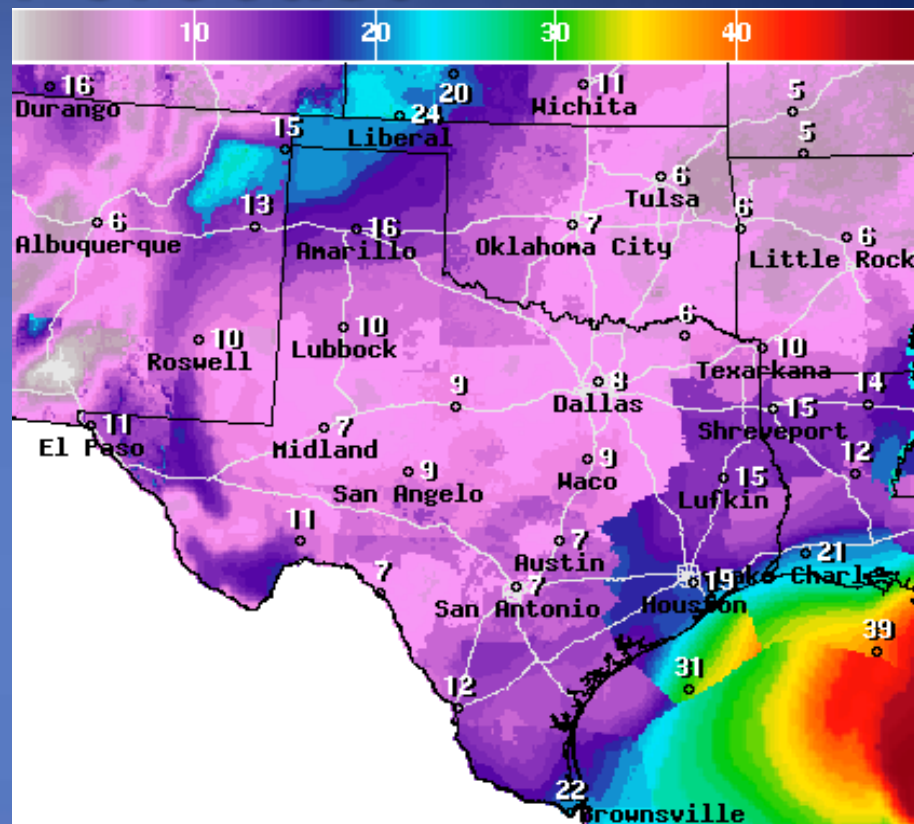 10 20 30 40
16 20 11 5
Durango Wichita
24
Liberal
15 5
6
Tulsa
6 13 16 7 6 6
Albuquerque Amarillo Oklahoma City Little Rock
10 10 6 10
Roswell Lubbock Texarkana
9 8 15 14
Dallas Shreveport
11 7
El Paso Midland
9 9 15 12
San Angelo Waco Lufkin
11 7 21
Austin
7 7 19 Lake Charles
San Antonio Houston
39
31
12
22
Brownsville